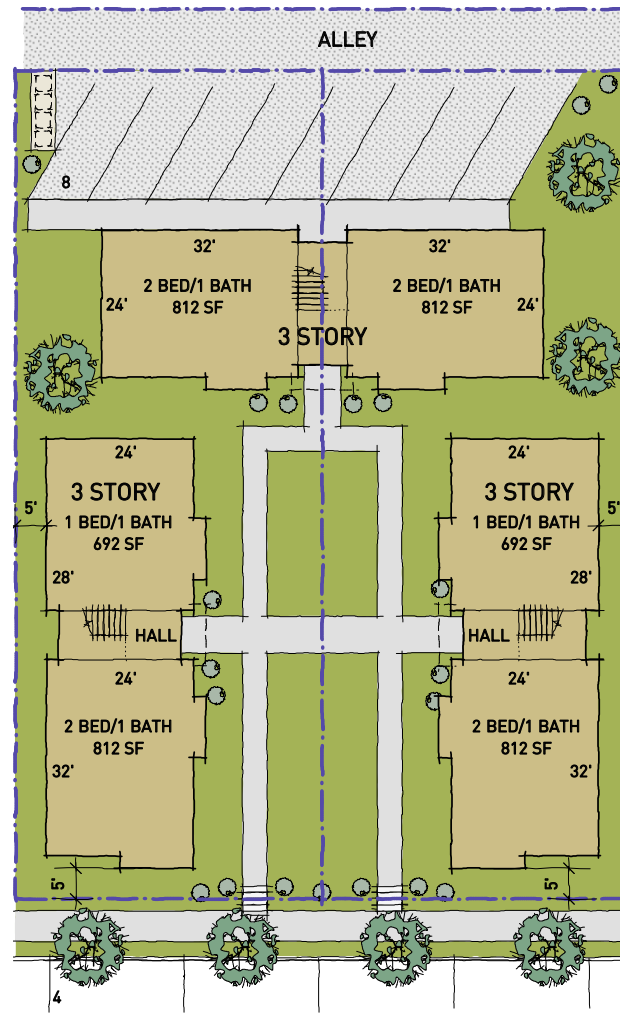 ALLEY
8
32'
32'
2 BED/1 BATH
812 SF
24'
2 BED/1 BATH
812 SF
24'
3 STORY
24'
3 STORY
1 BED/1 BATH
692 SF
5'
28'
24'
3 STORY
1 BED/1 BATH
692 SF
5'
28'
HALL
HALL
24'
2 BED/1 BATH
812 SF
32'
24'
2 BED/1 BATH
812 SF
32'
5'
5'
4